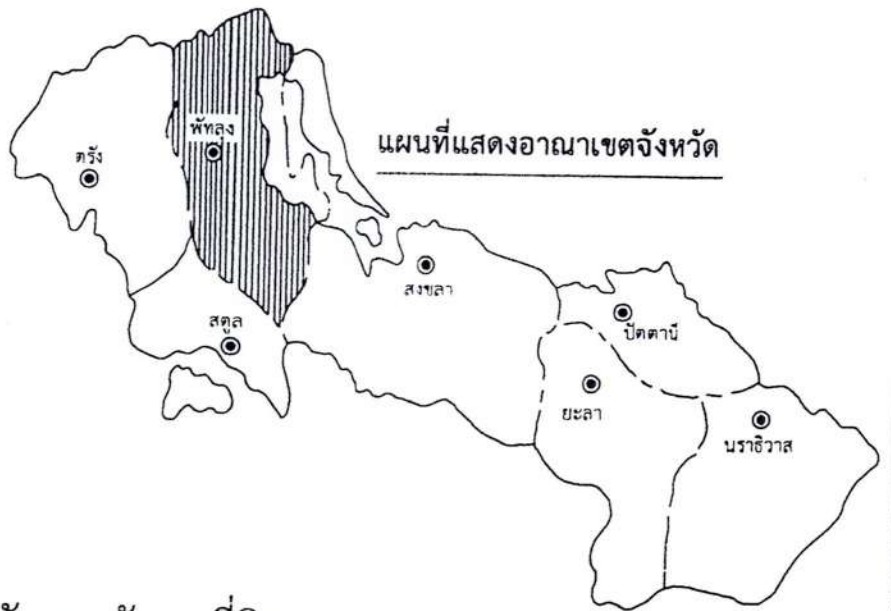 แผนที่แสดงอาณาเขตจังหวัด
พัทลุง
ตรัง
สงขลา
สตูล
ปัตตานี
ยะลา
นราธิวาส